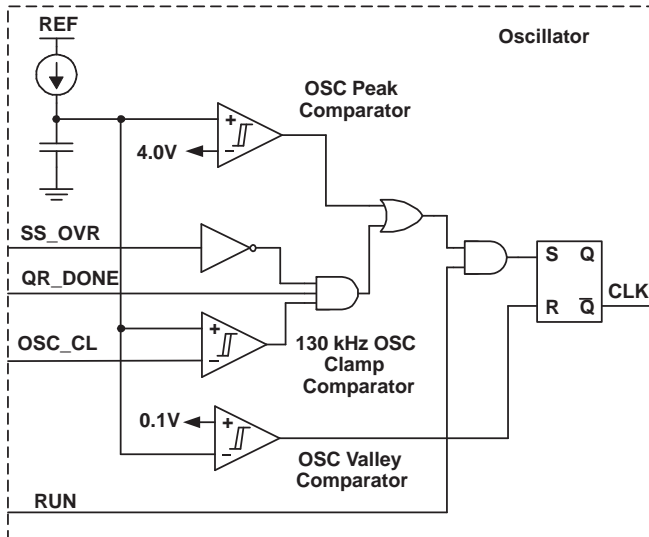 REF
Oscillator
OSC Peak
Comparator
+
4.0V
−
SS_OVR
QR_DONE
S Q
CLK
R Q̅
OSC_CL
+
−
130 kHz OSC
Clamp
Comparator
0.1V
+
−
OSC Valley
Comparator
RUN